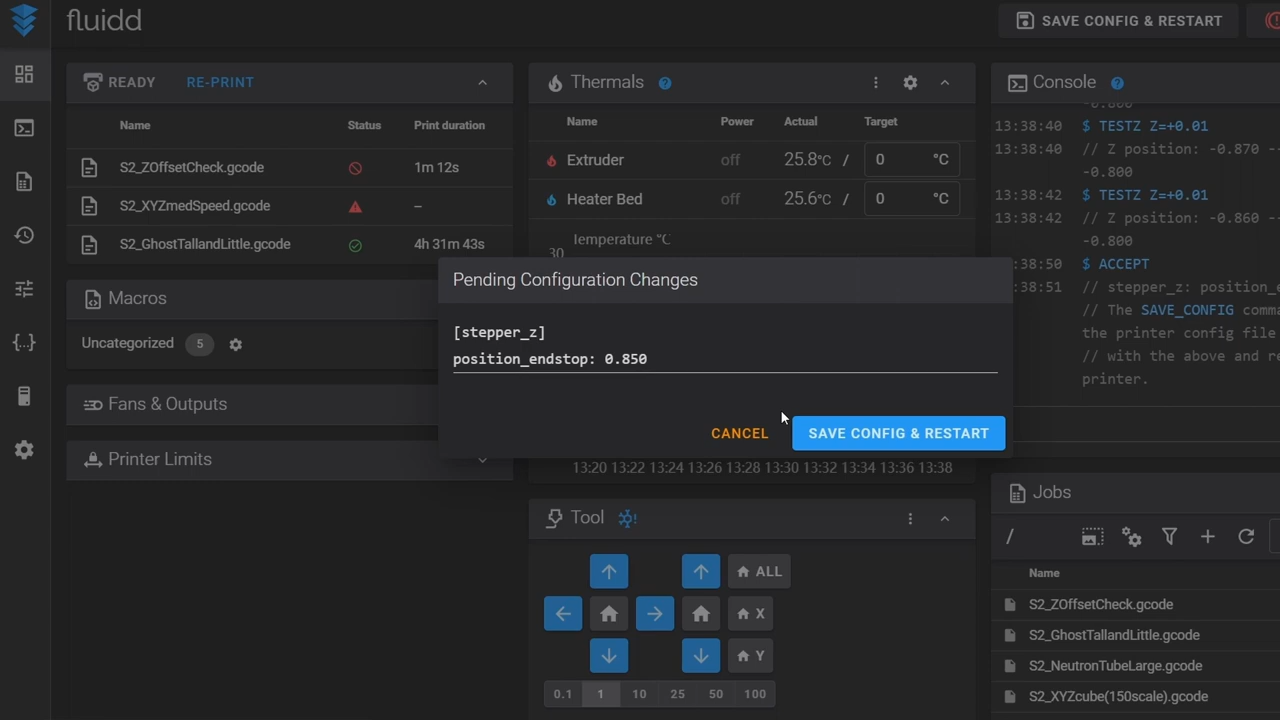 fluidd
SAVE CONFIG & RESTART
READY RE-PRINT
Name Status Print duration
S2_ZOffsetCheck.gcode 1m 12s
S2_XYZmedSpeed.gcode –
S2_GhostTallandLittle.gcode 4h 31m 43s
Macros
Uncategorized 5
Fans & Outputs
Printer Limits
Thermals
Name Power Actual Target
Extruder off 25.8°C / 0 °C
Heater Bed off 25.6°C / 0 °C
Temperature °C
30
Pending Configuration Changes
[stepper_z]
position_endstop: 0.850
CANCEL SAVE CONFIG & RESTART
13:20 13:22 13:24 13:26 13:28 13:30 13:32 13:34 13:36 13:38
Tool
ALL
X
Y
0.1 1 10 25 50 100
Console
-0.800
13:38:40 $ TESTZ Z=+0.01
13:38:40 // Z position: -0.870 --
-0.800
13:38:42 $ TESTZ Z=+0.01
13:38:42 // Z position: -0.860 --
-0.800
:38:50 $ ACCEPT
:38:51 // stepper_z: position_e
// The SAVE_CONFIG comma
the printer config file
// with the above and re
printer.
Jobs
/
Name
S2_ZOffsetCheck.gcode
S2_GhostTallandLittle.gcode
S2_NeutronTubeLarge.gcode
S2_XYZcube(150scale).gcode